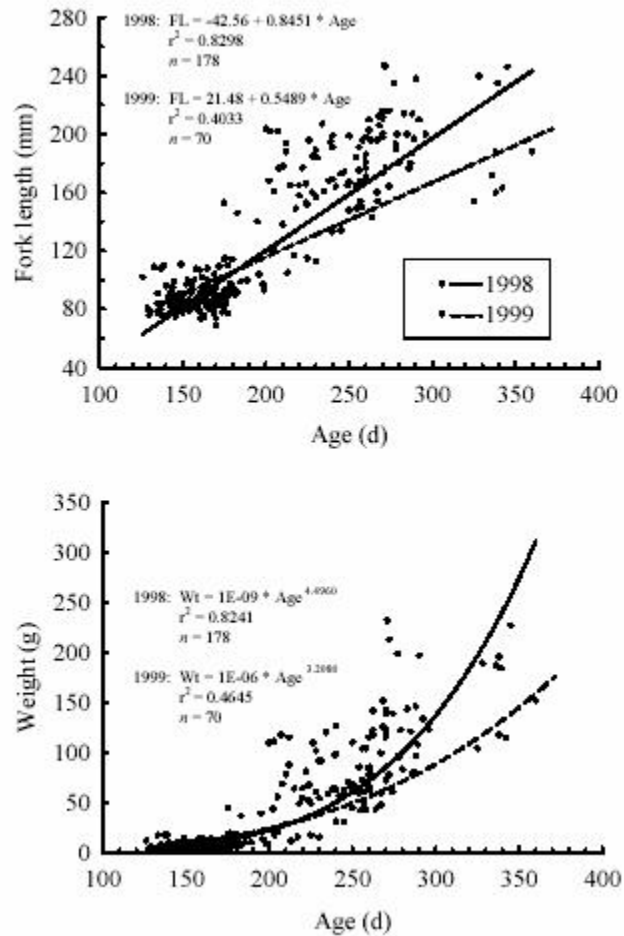 1998: FL = -42.56 + 0.8451 * Age
r² = 0.8298
n = 178
1999: FL = 21.48 + 0.5489 * Age
r² = 0.4033
n = 70
280
240
200
160
120
80
40
Fork length (mm)
1998
1999
100 150 200 250 300 350 400
Age (d)
350
300
250
200
150
100
50
0
Weight (g)
1998: Wt = 1E-09 * Age
r² = 0.8241
n = 178
1999: Wt = 1E-06 * Age
r² = 0.4645
n = 70
100 150 200 250 300 350 400
Age (d)